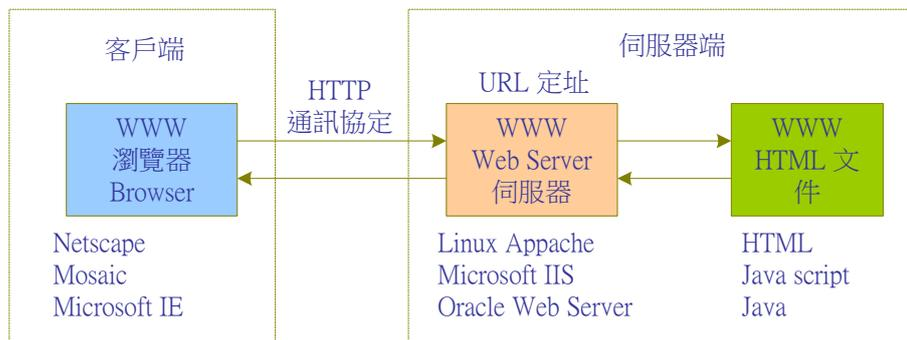 客戶端
伺服器端
HTTP
通訊協定
URL 定址
WWW
瀏覽器
Browser
WWW
Web Server
伺服器
WWW
HTML 文
件
Netscape
Mosaic
Microsoft IE
Linux Appache
Microsoft IIS
Oracle Web Server
HTML
Java script
Java